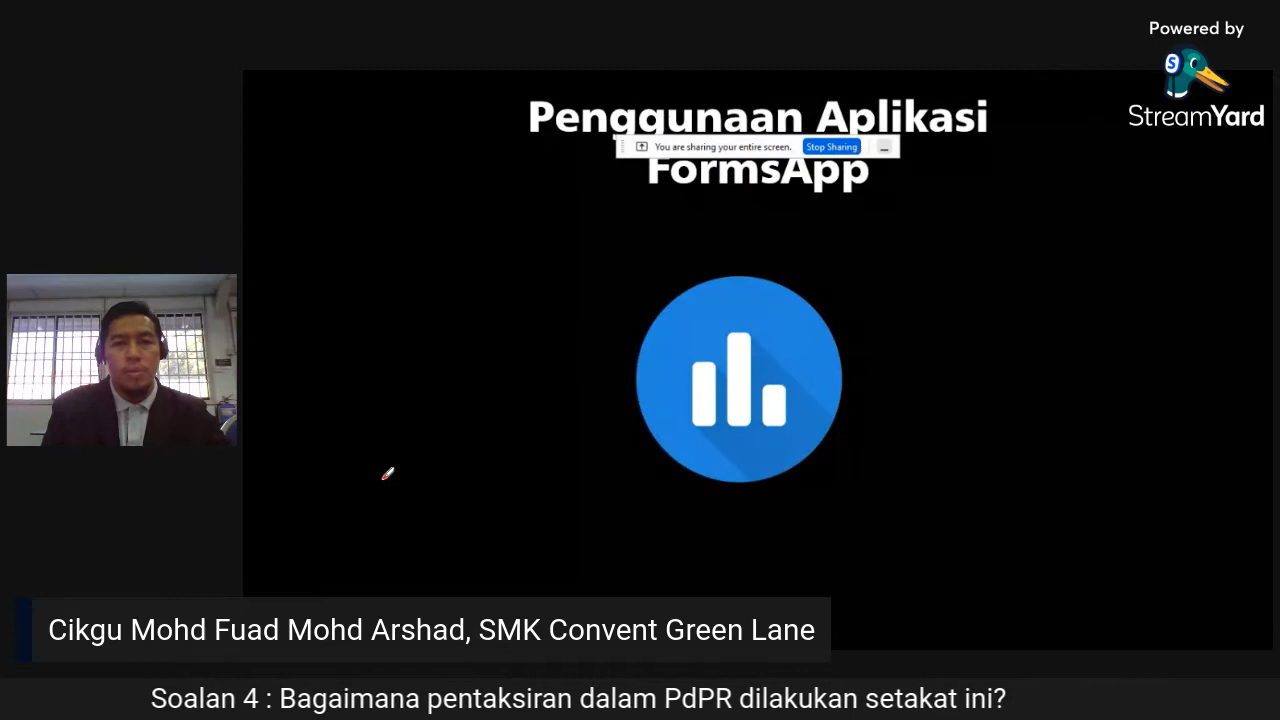 Powered by
StreamYard
Penggunaan Aplikasi
You are sharing your entire screen. Stop Sharing
FormsApp
Cikgu Mohd Fuad Mohd Arshad, SMK Convent Green Lane
Soalan 4 : Bagaimana pentaksiran dalam PdPR dilakukan setakat ini?